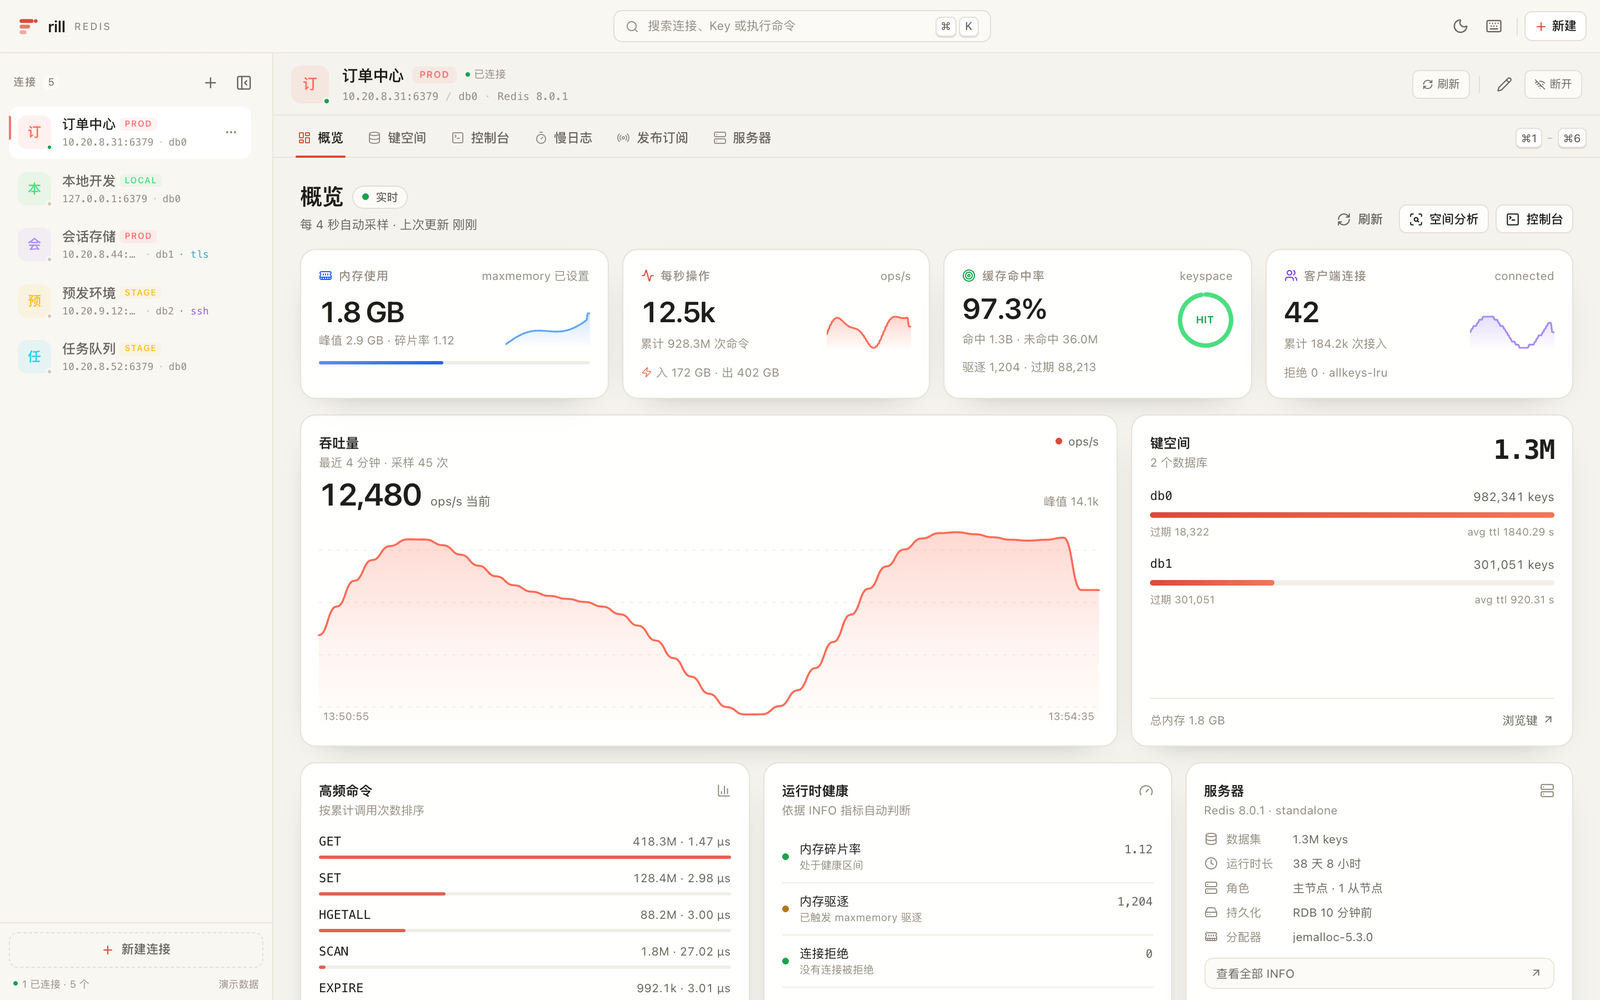 rill REDIS
搜索连接、Key 或执行命令
⌘ K
新建
连接 5
订 订单中心 PROD
10.20.8.31:6379 · db0
本 本地开发 LOCAL
127.0.0.1:6379 · db0
会 会话存储 PROD
10.20.8.44:… · db1 · tls
预 预发环境 STAGE
10.20.9.12:… · db2 · ssh
任 任务队列 STAGE
10.20.8.52:6379 · db0
新建连接
1 已连接 · 5 个
演示数据
订 订单中心 PROD 已连接
10.20.8.31:6379 / db0 · Redis 8.0.1
刷新
断开
概览 键空间 控制台 慢日志 发布订阅 服务器
⌘1 – ⌘6
概览 实时
每 4 秒自动采样 · 上次更新 刚刚
刷新 空间分析 控制台
内存使用 maxmemory 已设置
1.8 GB
峰值 2.9 GB · 碎片率 1.12
每秒操作 ops/s
12.5k
累计 928.3M 次命令
入 172 GB · 出 402 GB
缓存命中率 keyspace
97.3%
HIT
命中 1.3B · 未命中 36.0M
驱逐 1,204 · 过期 88,213
客户端连接 connected
42
累计 184.2k 次接入
拒绝 0 · allkeys-lru
吞吐量 ops/s
最近 4 分钟 · 采样 45 次
12,480 ops/s 当前
峰值 14.1k
13:50:55
13:54:35
键空间
2 个数据库
1.3M
db0 982,341 keys
过期 18,322 avg ttl 1840.29 s
db1 301,051 keys
过期 301,051 avg ttl 920.31 s
总内存 1.8 GB
浏览键
高频命令
按累计调用次数排序
GET 418.3M · 1.47 µs
SET 128.4M · 2.98 µs
HGETALL 88.2M · 3.00 µs
SCAN 1.8M · 27.02 µs
EXPIRE 992.1k · 3.01 µs
运行时健康
依据 INFO 指标自动判断
内存碎片率 1.12
处于健康区间
内存驱逐 1,204
已触发 maxmemory 驱逐
连接拒绝 0
没有连接被拒绝
服务器
Redis 8.0.1 · standalone
数据集 1.3M keys
运行时长 38 天 8 小时
角色 主节点 · 1 从节点
持久化 RDB 10 分钟前
分配器 jemalloc-5.3.0
查看全部 INFO